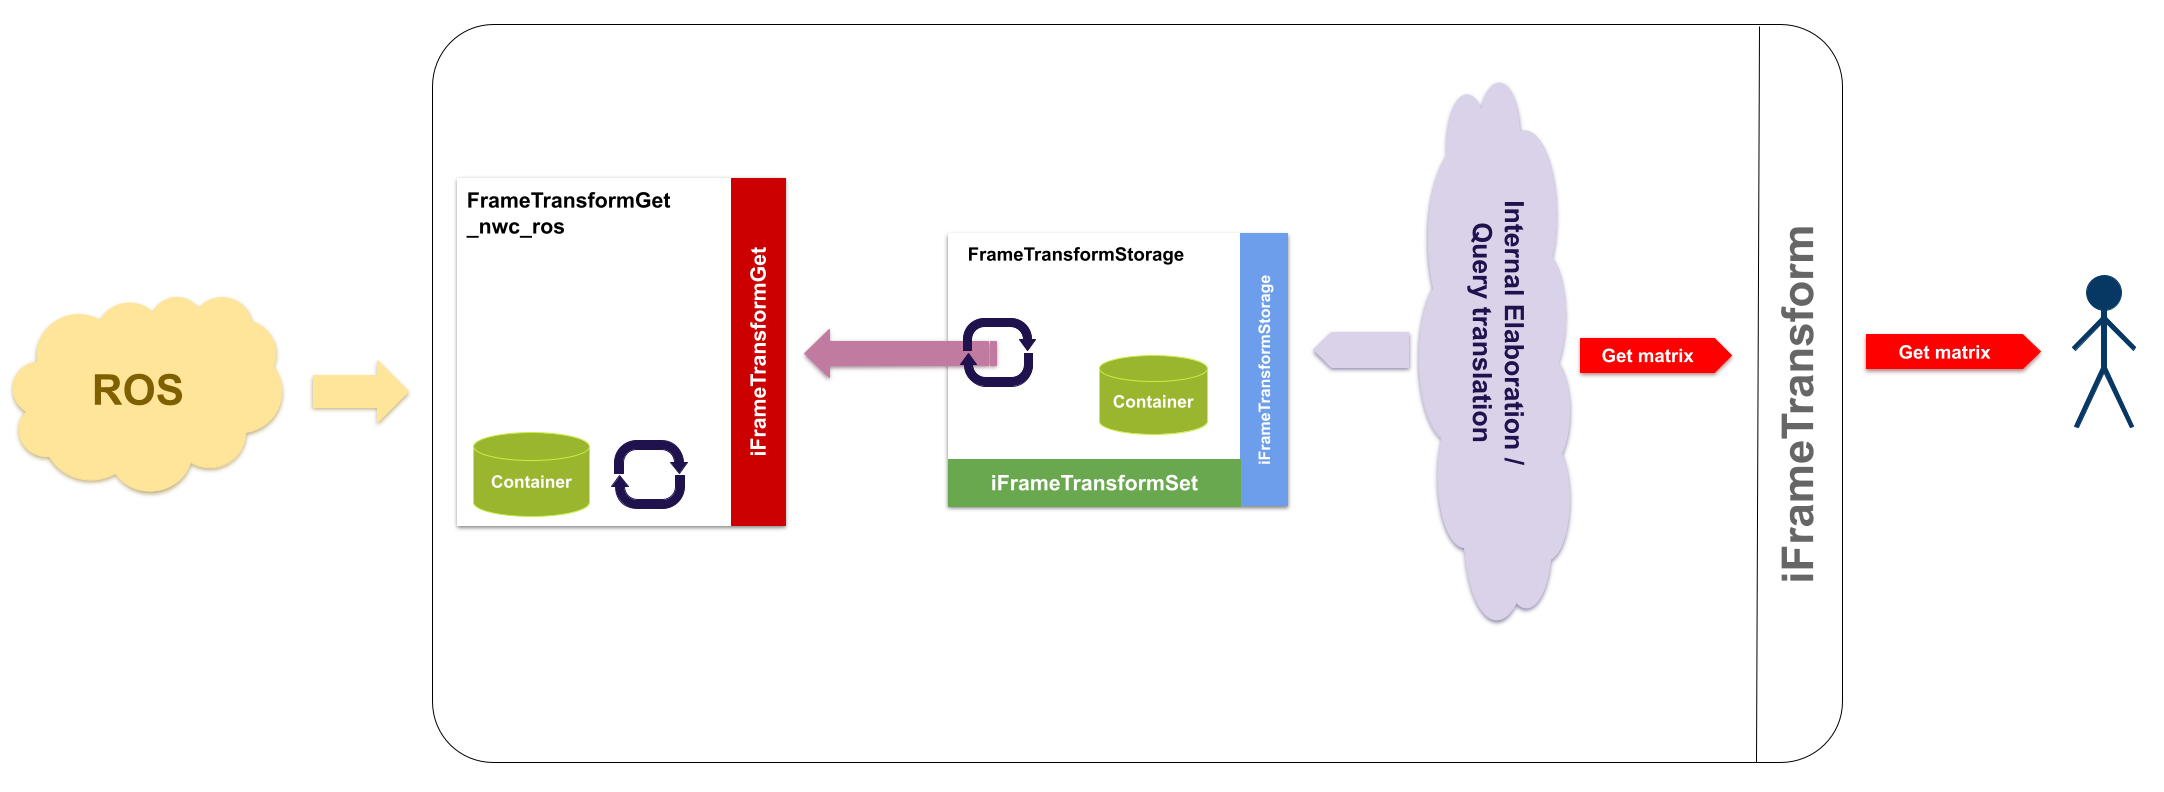 ROS
FrameTransformGet
_nwc_ros
Container
iFrameTransformGet
FrameTransformStorage
Container
iFrameTransformSet
iFrameTransformStorage
Internal Elaboration /
Query translation
Get matrix
iFrameTransform
Get matrix